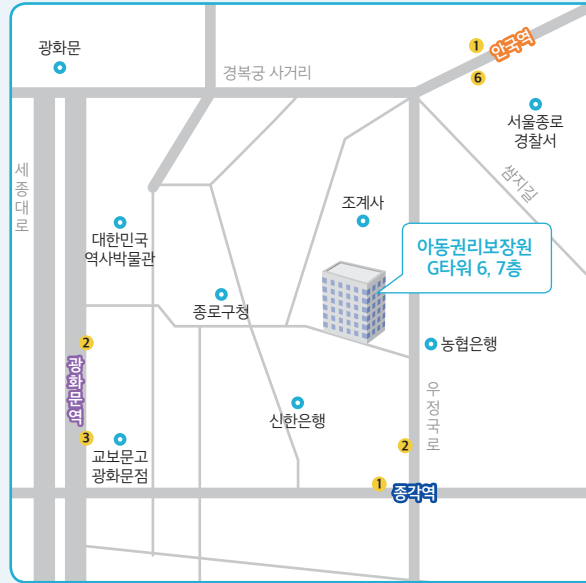 광화문
경복궁 사거리
1
안국역
6
서울종로
경찰서
쌈지길
세종대로
대한민국
역사박물관
조계사
아동권리보장원
G타워 6, 7층
종로구청
2
광화문역
3
농협은행
우정국로
신한은행
2
교보문고
광화문점
1
종각역